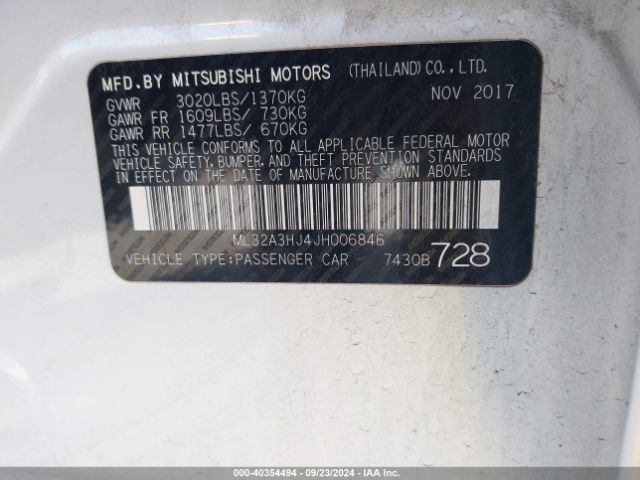 MFD.BY MITSUBISHI MOTORS (THAILAND) CO.,LTD.
GVWR 3020LBS/1370KG NOV 2017
GAWR FR 1609LBS/ 730KG
GAWR RR 1477LBS/ 670KG
THIS VEHICLE CONFORMS TO ALL APPLICABLE FEDERAL MOTOR
VEHICLE SAFETY, BUMPER, AND THEFT PREVENTION STANDARDS
IN EFFECT ON THE DATE OF MANUFACTURE SHOWN ABOVE.
ML32A3HJ4JH006846
VEHICLE TYPE:PASSENGER CAR 7430B 728
000-40354494 - 09/23/2024 - IAA Inc.